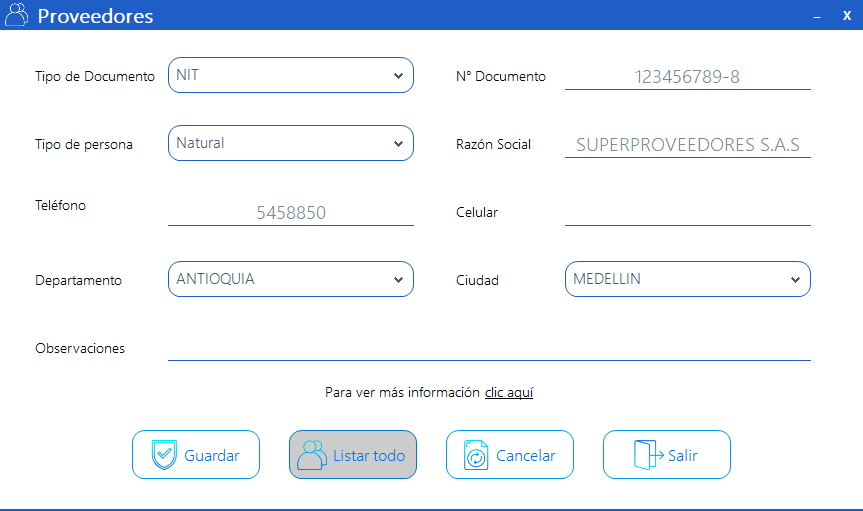 Proveedores
Tipo de Documento NIT N° Documento 123456789-8
Tipo de persona Natural Razón Social SUPERPROVEEDORES S.A.S
Teléfono 5458850 Celular
Departamento ANTIOQUIA Ciudad MEDELLIN
Observaciones
Para ver más información clic aquí
Guardar Listar todo Cancelar Salir